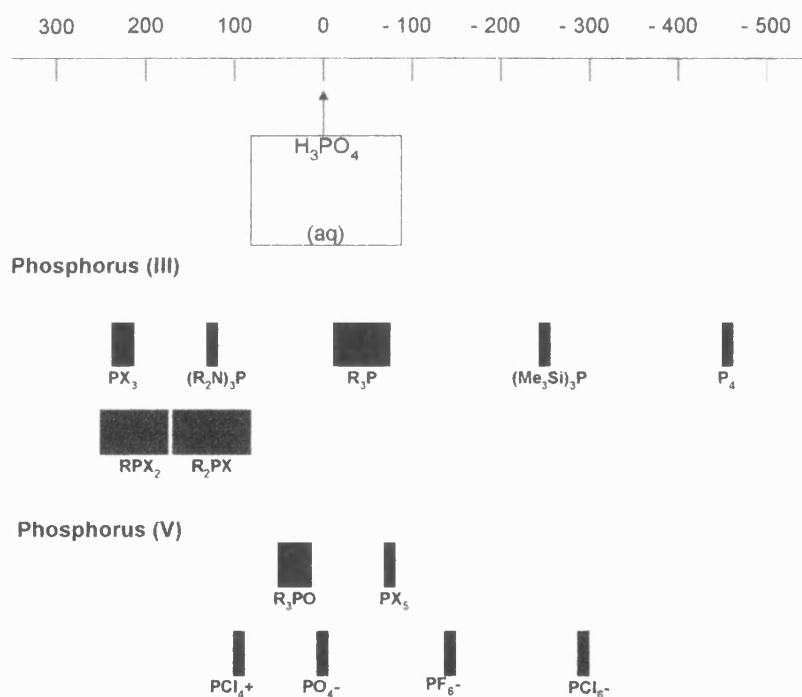 300 200 100 0 - 100 - 200 - 300 - 400 - 500
H₃PO₄
(aq)
Phosphorus (III)
PX₃ (R₂N)₃P R₃P (Me₃Si)₃P P₄
RPX₂ R₂PX
Phosphorus (V)
R₃PO PX₅
PCl₄+ PO₄- PF₆- PCl₆-